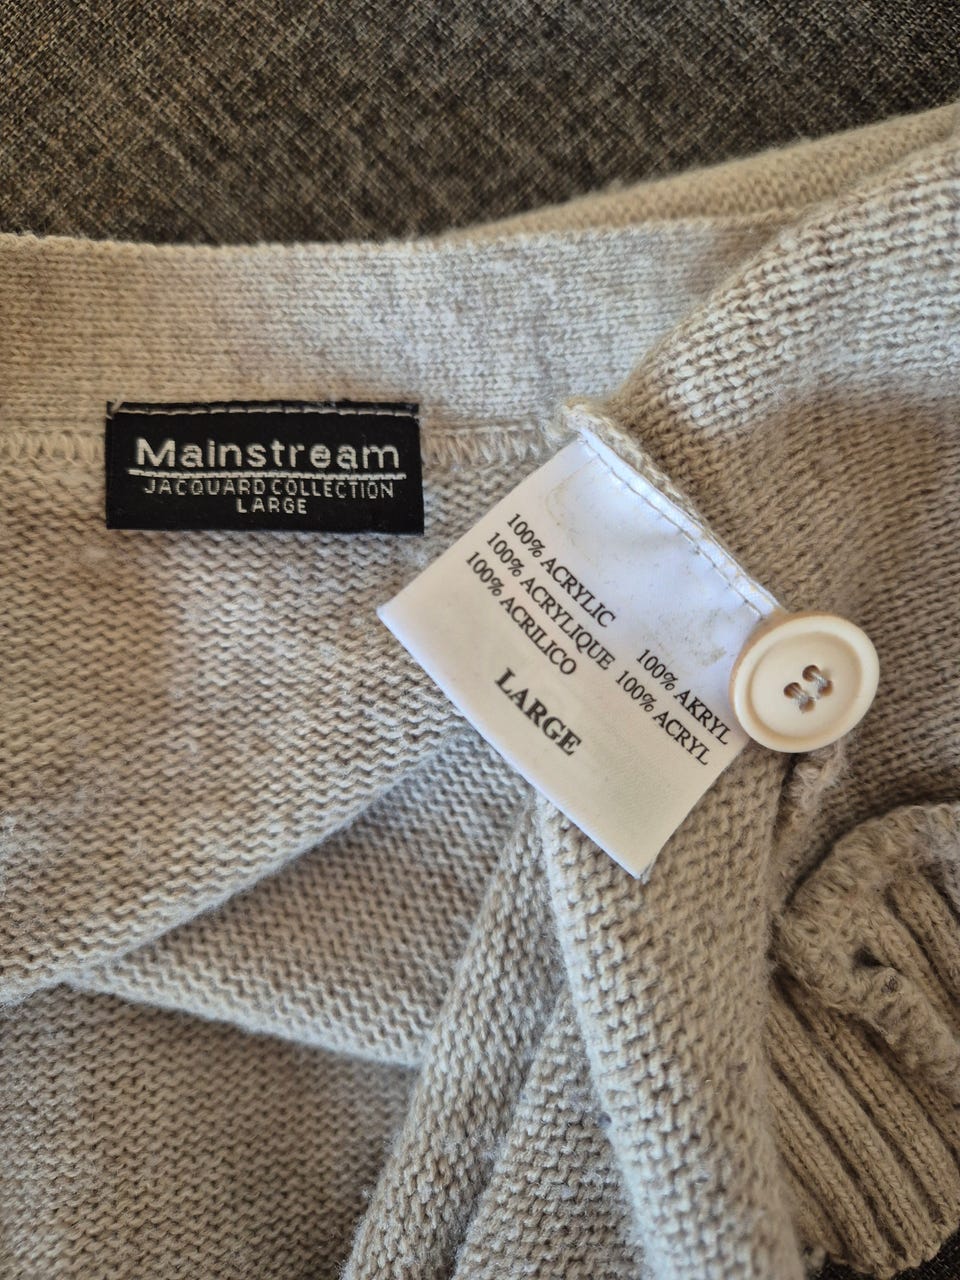 Mainstream
JACQUARD COLLECTION
LARGE
100% ACRYLIC
100% ACRYLIQUE
100% ACRILICO
100% AKRYL
100% ACRYL
LARGE